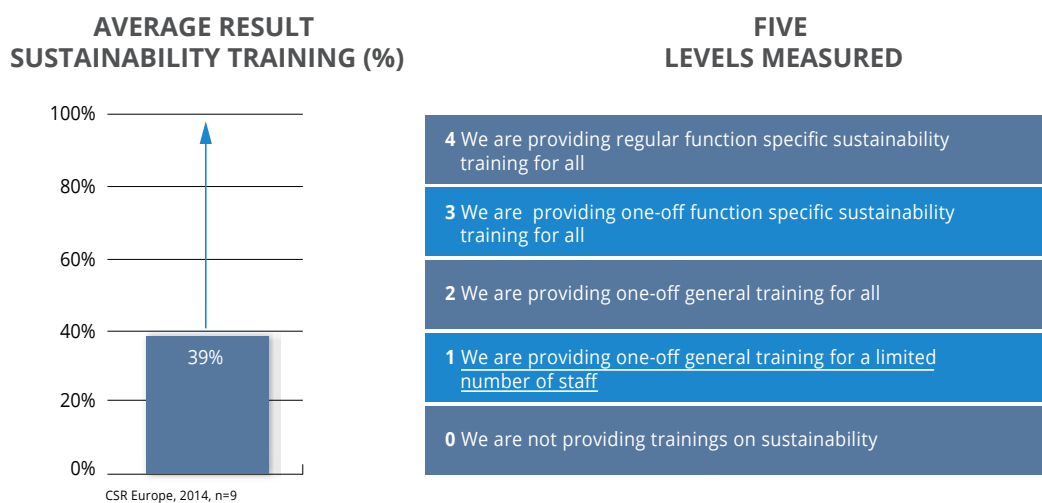 AVERAGE RESULT
SUSTAINABILITY TRAINING (%)
100%
80%
60%
40%
39%
20%
0%
CSR Europe, 2014, n=9
FIVE
LEVELS MEASURED
4 We are providing regular function specific sustainability
training for all
3 We are providing one-off function specific sustainability
training for all
2 We are providing one-off general training for all
1 We are providing one-off general training for a limited
number of staff
0 We are not providing trainings on sustainability